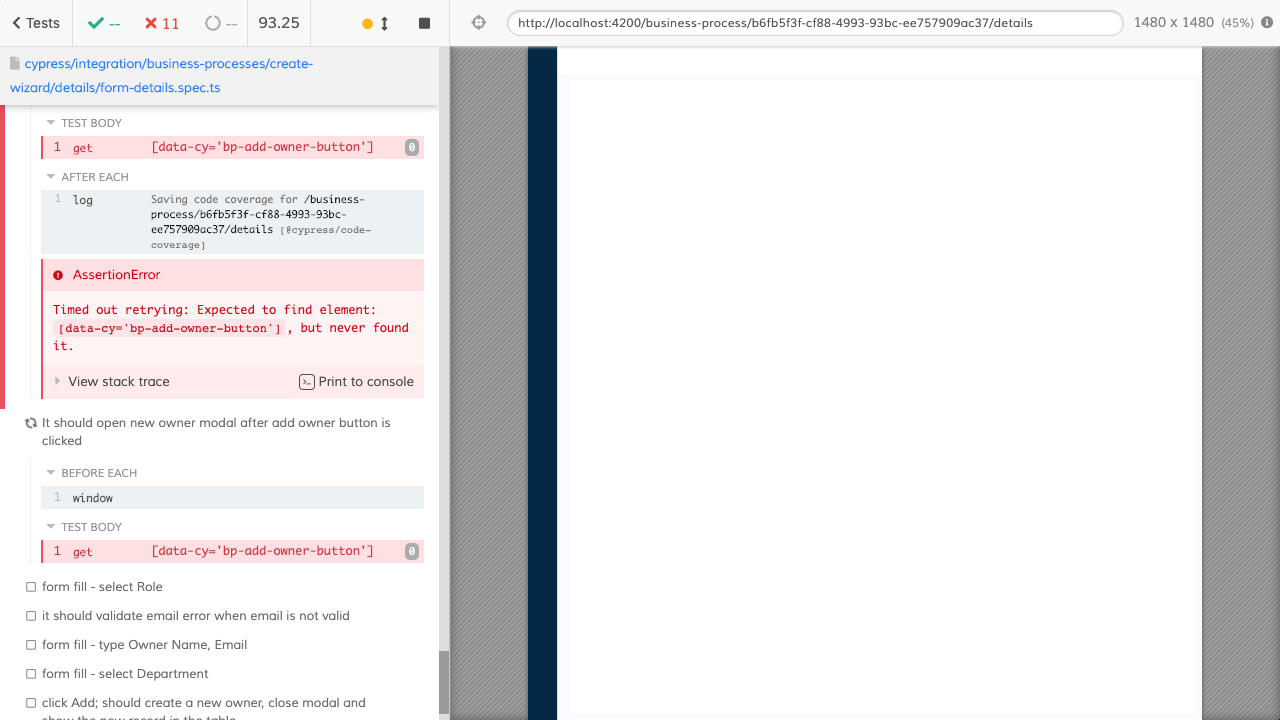 Tests
--
11
--
93.25
http://localhost:4200/business-process/b6fb5f3f-cf88-4993-93bc-ee757909ac37/details
1480 x 1480 (45%)
cypress/integration/business-processes/create-
wizard/details/form-details.spec.ts
TEST BODY
1 get [data-cy='bp-add-owner-button'] 0
AFTER EACH
1 log Saving code coverage for /business-
process/b6fb5f3f-cf88-4993-93bc-
ee757909ac37/details [@cypress/code-
coverage]
AssertionError
Timed out retrying: Expected to find element:
[data-cy='bp-add-owner-button'], but never found
it.
View stack trace
Print to console
It should open new owner modal after add owner button is
clicked
BEFORE EACH
1 window
TEST BODY
1 get [data-cy='bp-add-owner-button'] 0
form fill - select Role
it should validate email error when email is not valid
form fill - type Owner Name, Email
form fill - select Department
click Add; should create a new owner, close modal and
show the new record in the table